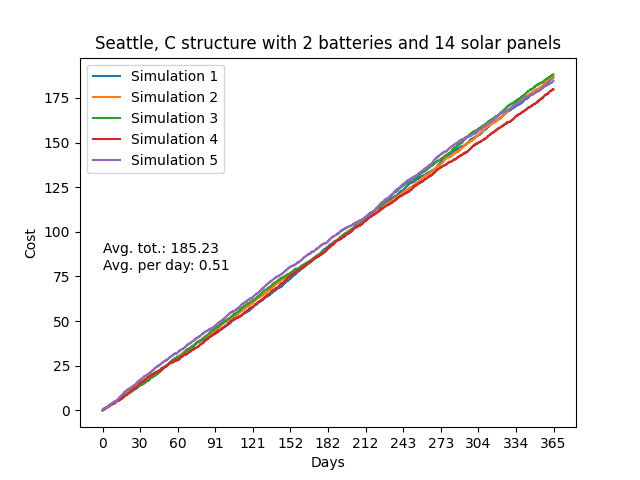 Seattle, C structure with 2 batteries and 14 solar panels
Simulation 1
Simulation 2
Simulation 3
Simulation 4
Simulation 5
Avg. tot.: 185.23
Avg. per day: 0.51
Cost
175
150
125
100
75
50
25
0
0 30 60 91 121 152 182 212 243 273 304 334 365
Days